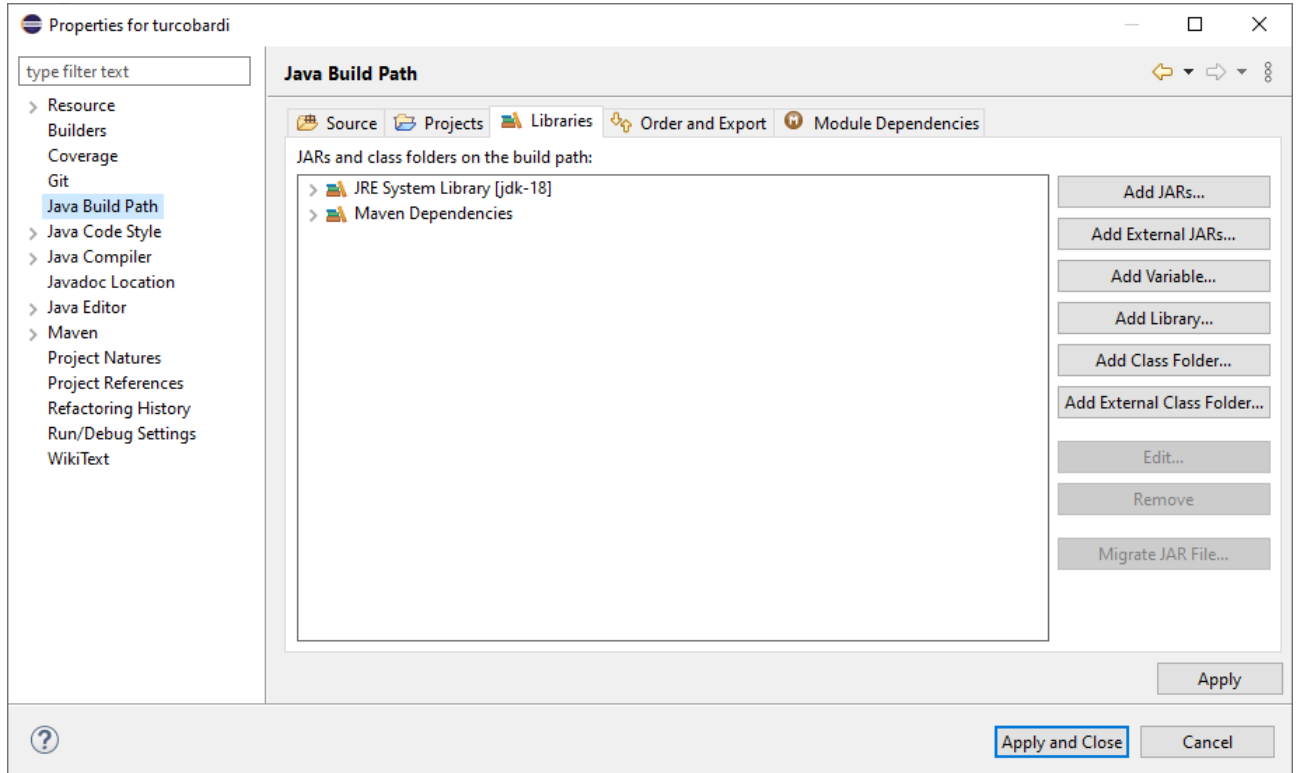 Properties for turcobardi
type filter text
Resource
Builders
Coverage
Git
Java Build Path
Java Code Style
Java Compiler
Javadoc Location
Java Editor
Maven
Project Natures
Project References
Refactoring History
Run/Debug Settings
WikiText
Java Build Path
Source Projects Libraries Order and Export M Module Dependencies
JARs and class folders on the build path:
JRE System Library [jdk-18]
Maven Dependencies
Add JARs...
Add External JARs...
Add Variable...
Add Library...
Add Class Folder...
Add External Class Folder...
Edit...
Remove
Migrate JAR File...
Apply
?
Apply and Close Cancel